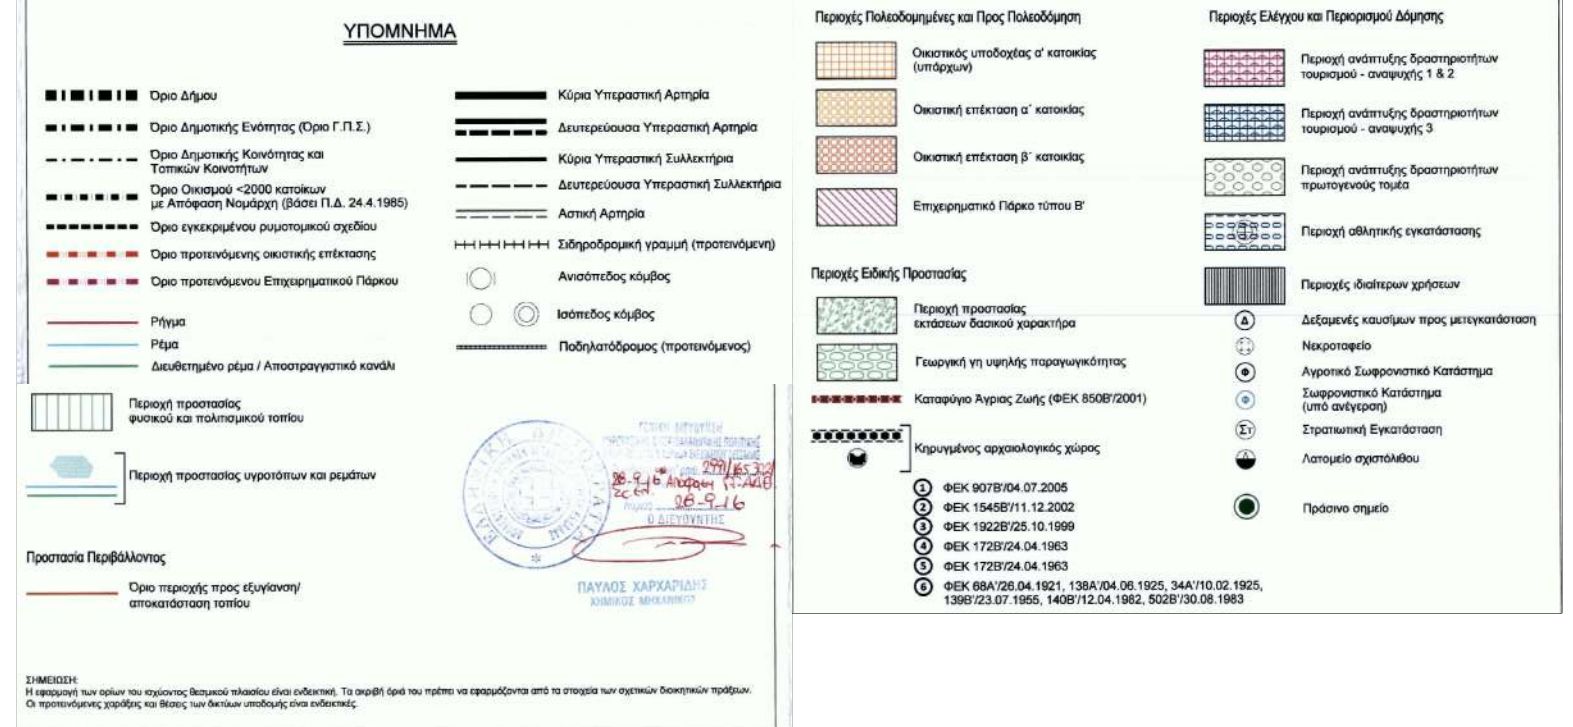 ΥΠΟΜΝΗΜΑ
Όριο Δήμου
Όριο Δημοτικής Ενότητας (Όριο Γ.Π.Σ.)
Όριο Δημοτικής Κοινότητας και
Τοπικών Κοινοτήτων
Όριο Οικισμού <2000 κατοίκων
με Απόφαση Νομάρχη (βάσει Π.Δ. 24.4.1985)
Όριο εγκεκριμένου ρυμοτομικού σχεδίου
Όριο προτεινόμενης οικιστικής επέκτασης
Όριο προτεινόμενου Επιχειρηματικού Πάρκου
Ρήγμα
Ρέμα
Διευθετημένο ρέμα / Αποστραγγιστικό κανάλι
Κύρια Υπεραστική Αρτηρία
Δευτερεύουσα Υπεραστική Αρτηρία
Κύρια Υπεραστική Συλλεκτήρια
Δευτερεύουσα Υπεραστική Συλλεκτήρια
Αστική Αρτηρία
Σιδηροδρομική γραμμή (προτεινόμενη)
Ανισόπεδος κόμβος
Ισόπεδος κόμβος
Ποδηλατόδρομος (προτεινόμενος)
Περιοχή προστασίας
φυσικού και πολιτισμικού τοπίου
Περιοχή προστασίας υγροτόπων και ρεμάτων
Προστασία Περιβάλλοντος
Όριο περιοχής προς εξυγίανση/
αποκατάσταση τοπίου
ΕΛΛΗΝΙΚΗ ΔΗΜΟΚΡΑΤΙΑ
28-9-16
28-9-16
Ο ΔΙΕΥΘΥΝΤΗΣ
ΠΑΥΛΟΣ ΧΑΡΧΑΡΙΔΗΣ
ΧΗΜΙΚΟΣ ΜΗΧΑΝΙΚΟΣ
ΣΗΜΕΙΩΣΗ:
Η εφαρμογή των ορίων του ισχύοντος θεσμικού πλαισίου είναι ενδεικτική. Τα ακριβή όριά του πρέπει να εφαρμόζονται από τα στοιχεία των σχετικών διοικητικών πράξεων.
Οι προτεινόμενες χαράξεις και θέσεις των δικτύων υποδομής είναι ενδεικτικές.
Περιοχές Πολεοδομημένες και Προς Πολεοδόμηση
Οικιστικός υποδοχέας α' κατοικίας
(υπάρχων)
Οικιστική επέκταση α΄ κατοικίας
Οικιστική επέκταση β΄ κατοικίας
Επιχειρηματικό Πάρκο τύπου Β'
Περιοχές Ειδικής Προστασίας
Περιοχή προστασίας
εκτάσεων δασικού χαρακτήρα
Γεωργική γη υψηλής παραγωγικότητας
Καταφύγιο Άγριας Ζωής (ΦΕΚ 850Β'/2001)
Κηρυγμένος αρχαιολογικός χώρος
1 ΦΕΚ 907Β'/04.07.2005
2 ΦΕΚ 1545Β'/11.12.2002
3 ΦΕΚ 1922Β'/25.10.1999
4 ΦΕΚ 172Β'/24.04.1963
5 ΦΕΚ 172Β'/24.04.1963
6 ΦΕΚ 68Α'/26.04.1921, 138Α'/04.06.1925, 34Α'/10.02.1925,
139Β'/23.07.1955, 140Β'/12.04.1982, 502Β'/30.08.1983
Περιοχές Ελέγχου και Περιορισμού Δόμησης
Περιοχή ανάπτυξης δραστηριοτήτων
τουρισμού - αναψυχής 1 & 2
Περιοχή ανάπτυξης δραστηριοτήτων
τουρισμού - αναψυχής 3
Περιοχή ανάπτυξης δραστηριοτήτων
πρωτογενούς τομέα
Περιοχή αθλητικής εγκατάστασης
Περιοχές ιδιαίτερων χρήσεων
Δ Δεξαμενές καυσίμων προς μετεγκατάσταση
Νεκροταφείο
Φ Αγροτικό Σωφρονιστικό Κατάστημα
Φ Σωφρονιστικό Κατάστημα
(υπό ανέγερση)
Στ Στρατιωτική Εγκατάσταση
Λατομείο σχιστόλιθου
Πράσινο σημείο